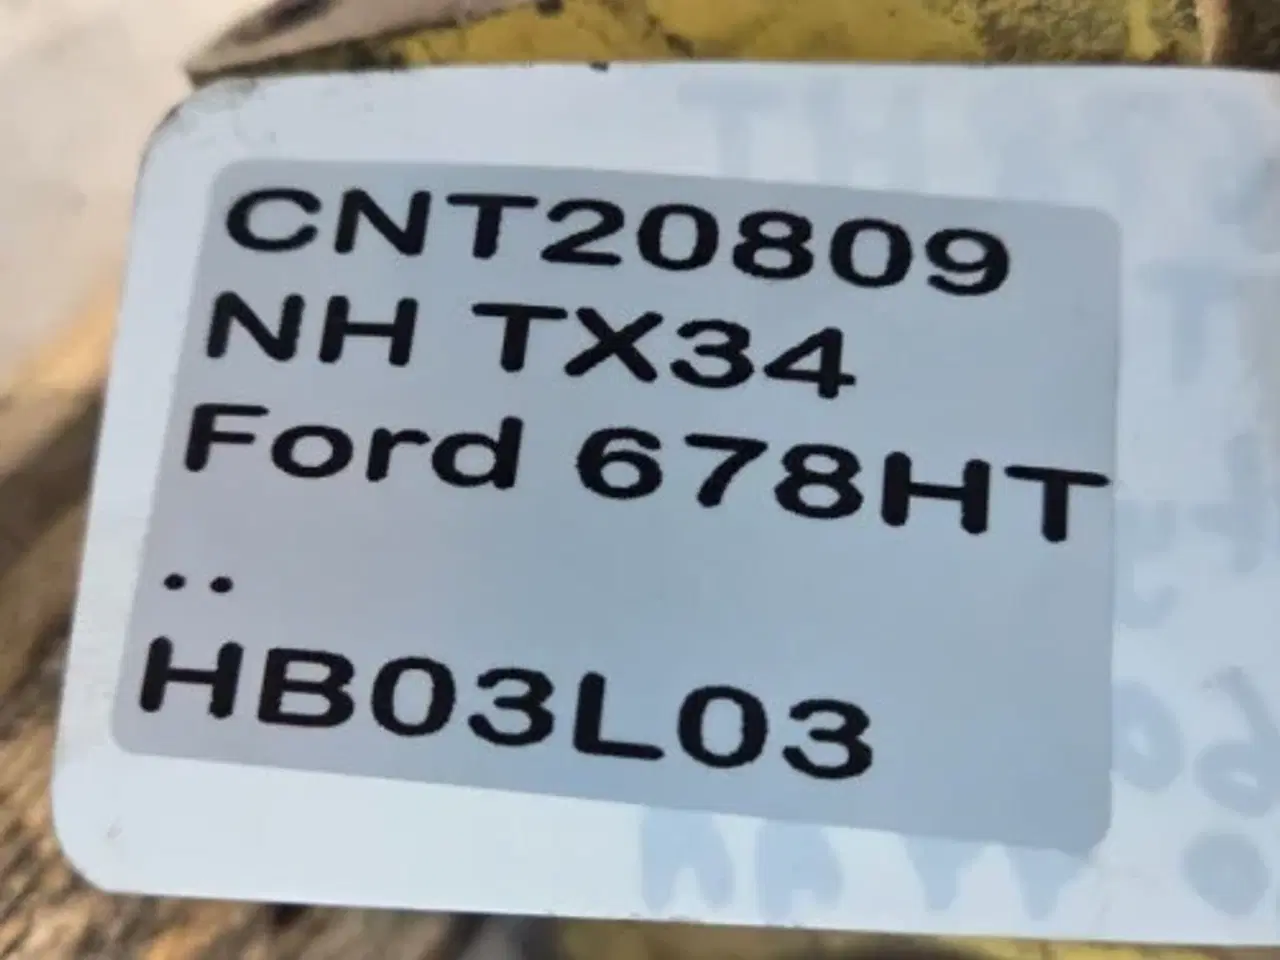 CNT20809
NH TX34
Ford 678HT
..
HB03L03